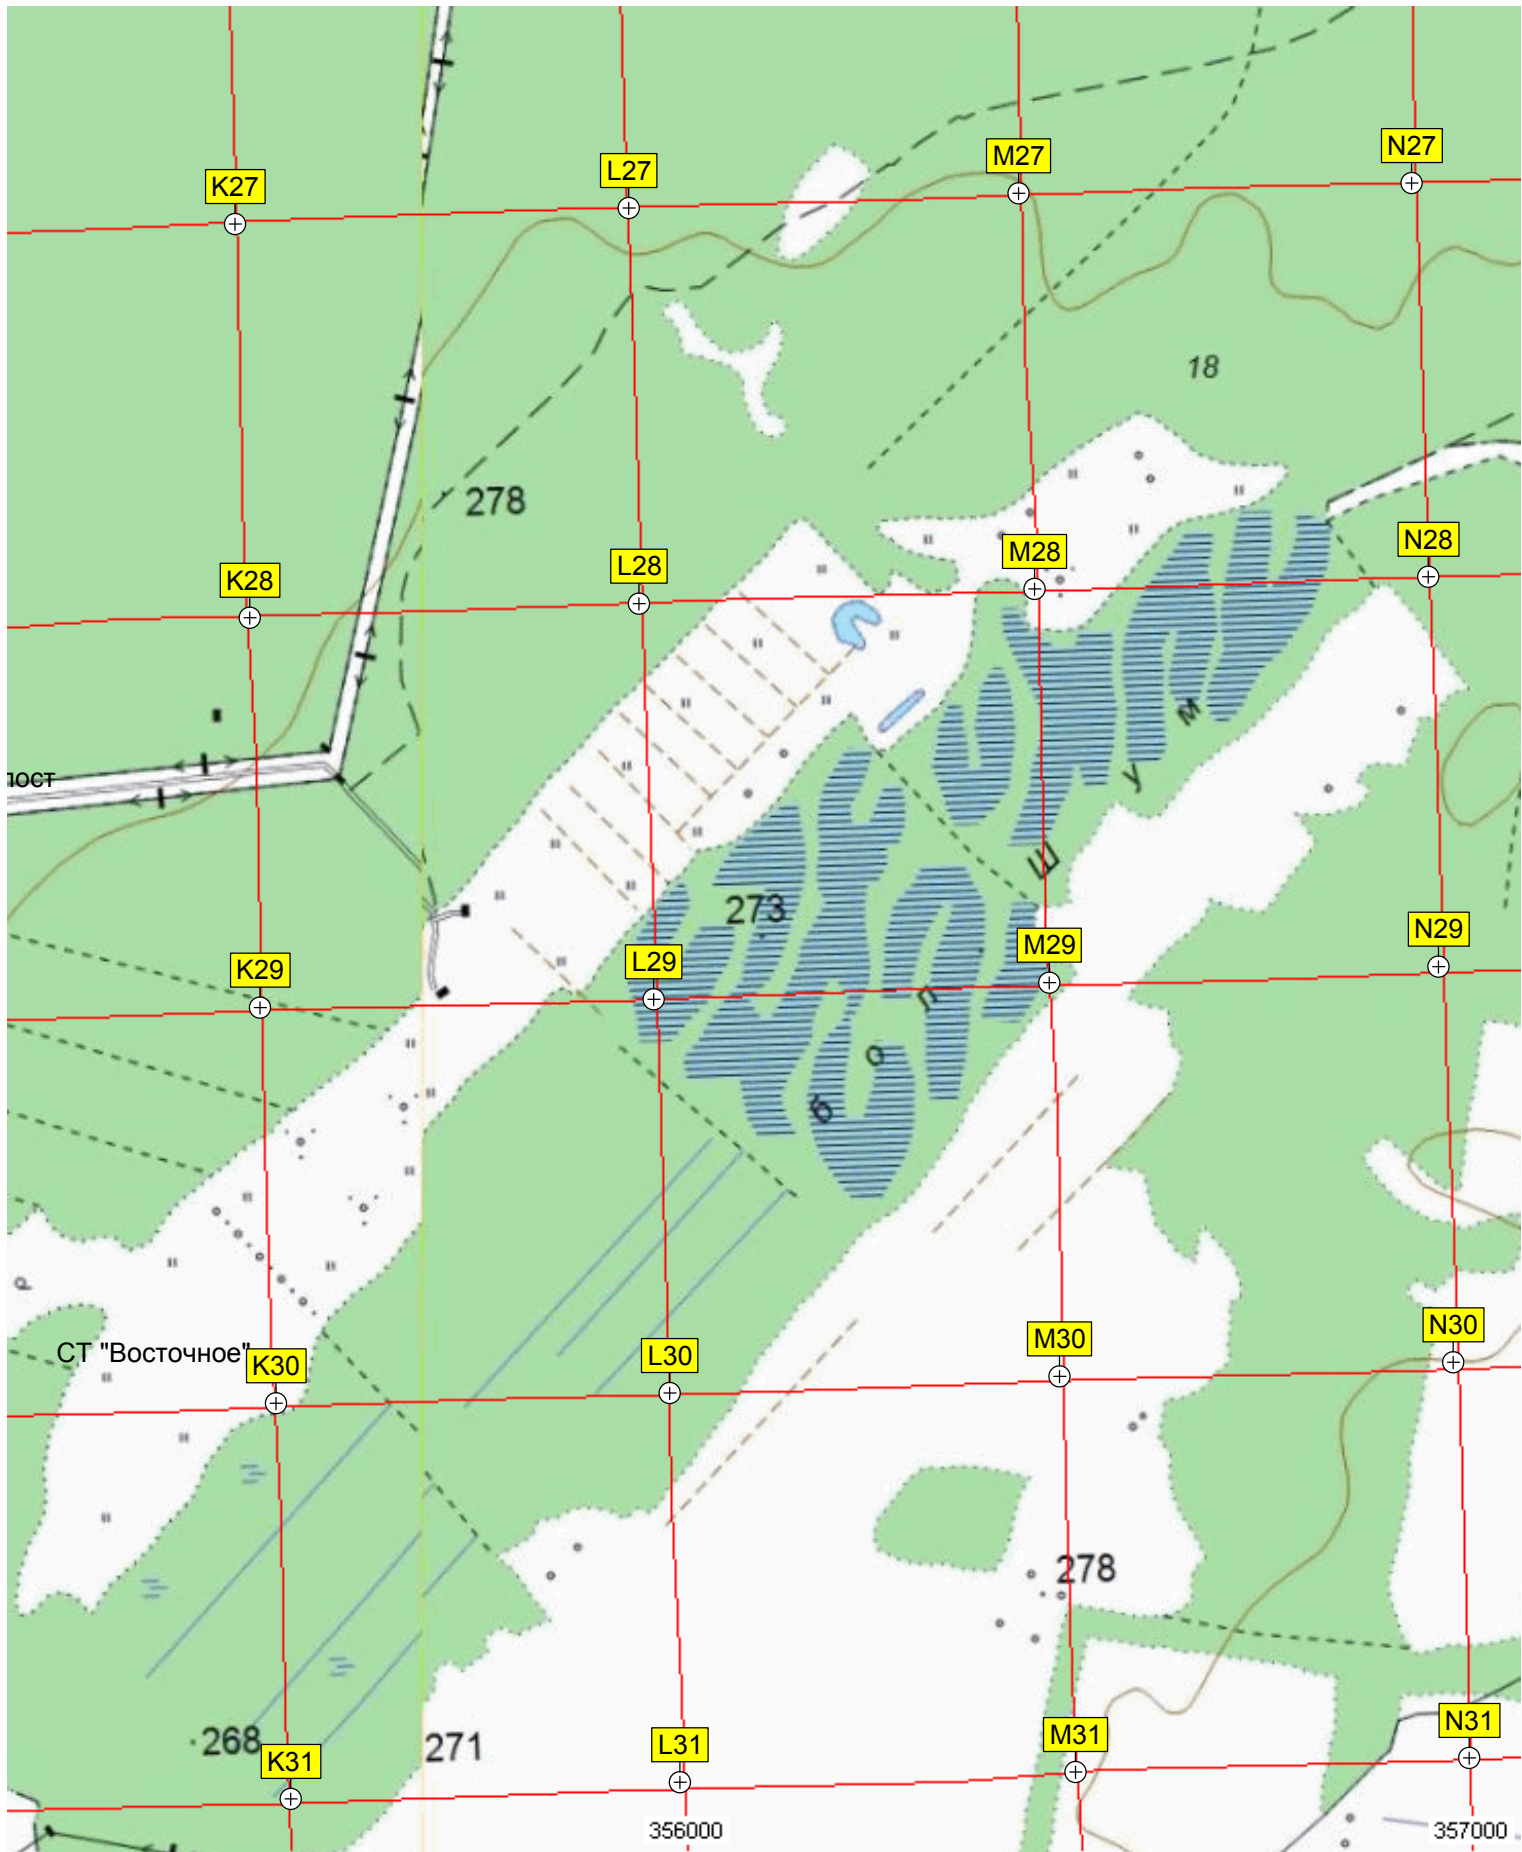 K27
L27
M27
N27
18
278
K28
L28
M28
N28
м
у
пост
ш
273
K29
L29
M29
N29
л
о
б
р
СТ "Восточное"
K30
L30
M30
N30
278
268
271
K31
L31
M31
N31
356000
357000